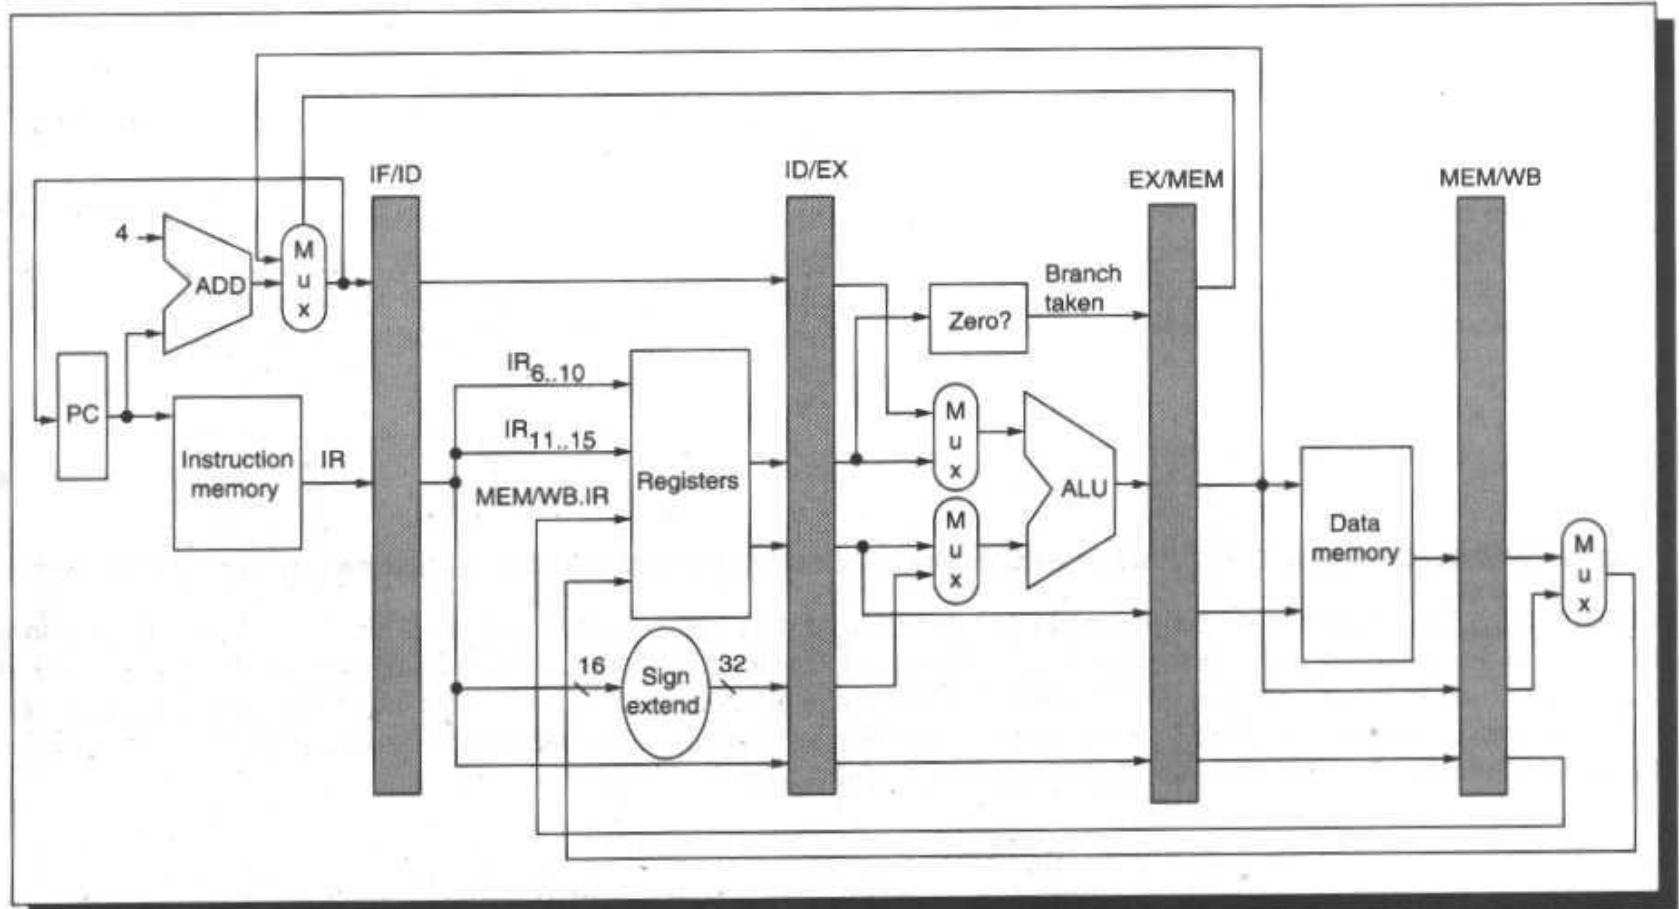 IF/ID
ID/EX
EX/MEM
MEM/WB
4
ADD
M
u
x
PC
Instruction
memory
IR
IR6..10
IR11..15
MEM/WB.IR
Registers
16
Sign
extend
32
Zero?
Branch
taken
M
u
x
M
u
x
ALU
Data
memory
M
u
x